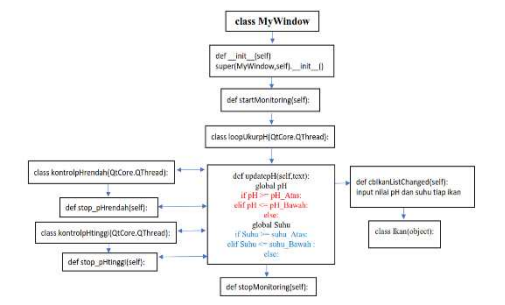 class MyWindow
def __init__(self)
super(MyWindow,self).__init__()
def startMonitoring(self):
class loopUkurpH(QtCore.QThread):
class kontrolpHrendah(QtCore.QThread):
def stop_pHrendah(self):
class kontrolpHtinggi(QtCore.QThread):
def stop_pHtinggi(self):
def updatepH(self,text):
global pH
if pH >= pH_Atas:
elif pH <= pH_Bawah:
else:
global Suhu
if Suhu >= suhu_Atas:
elif Suhu <= suhu_Bawah :
else:
def cbIkanListChanged(self):
input nilai pH dan suhu tiap ikan
class Ikan(object):
def stopMonitoring(self):